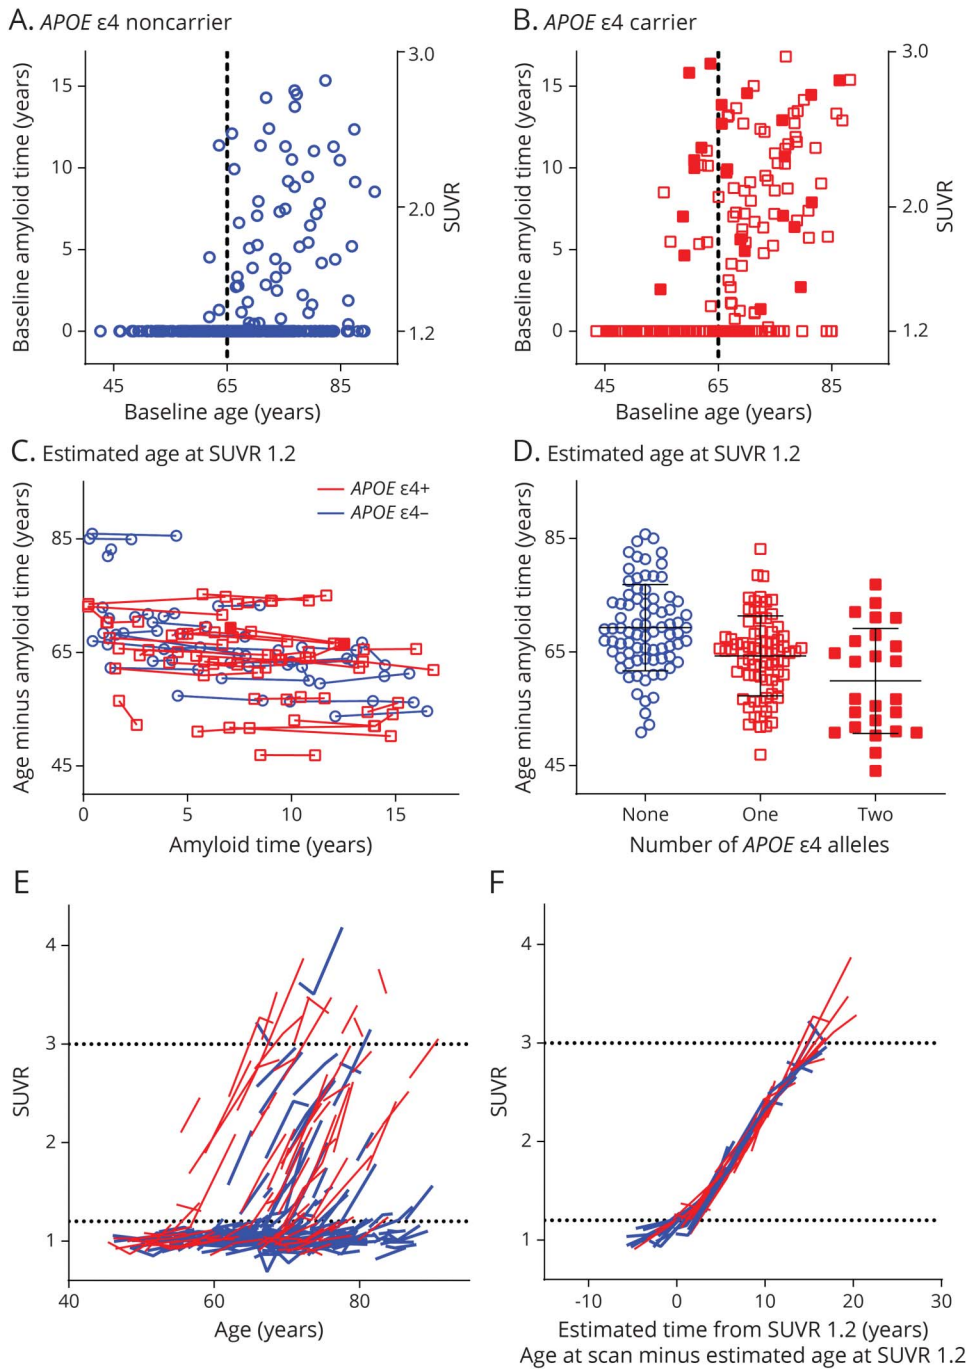 A. APOE ε4 noncarrier
Baseline amyloid time (years)
15
10
5
0
3.0
2.0
1.2
SUVR
45 65 85
Baseline age (years)
B. APOE ε4 carrier
Baseline amyloid time (years)
15
10
5
0
3.0
2.0
1.2
SUVR
45 65 85
Baseline age (years)
C. Estimated age at SUVR 1.2
Age minus amyloid time (years)
85
65
45
APOE ε4+
APOE ε4–
0 5 10 15
Amyloid time (years)
D. Estimated age at SUVR 1.2
Age minus amyloid time (years)
85
65
45
None One Two
Number of APOE ε4 alleles
E
SUVR
4
3
2
1
40 60 80
Age (years)
F
SUVR
4
3
2
1
-10 0 10 20 30
Estimated time from SUVR 1.2 (years)
Age at scan minus estimated age at SUVR 1.2